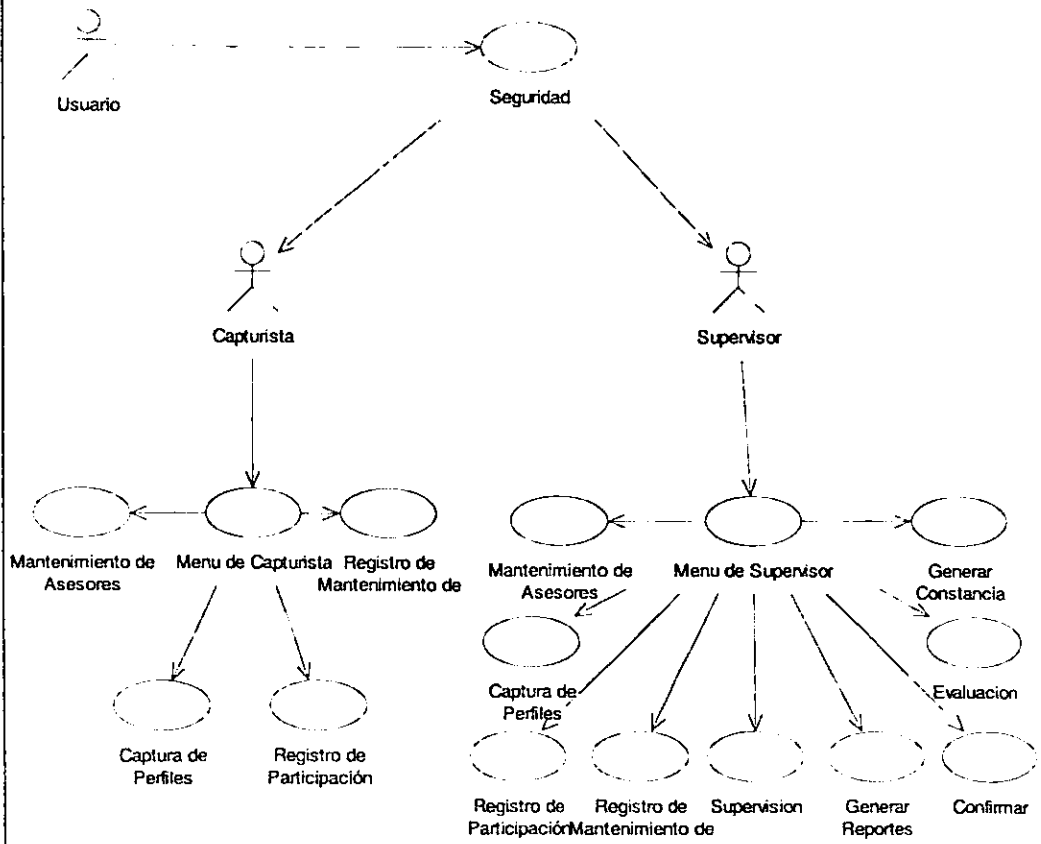 Usuario
Seguridad
Capturista
Supervisor
Mantenimiento de
Asesores
Menu de Capturista
Registro de
Mantenimiento de
Captura de
Perfiles
Registro de
Participación
Mantenimiento de
Asesores
Menu de Supervisor
Generar
Constancia
Captura de
Perfiles
Evaluacion
Registro de
Participación
Registro de
Mantenimiento de
Supervision
Generar
Reportes
Confirmar